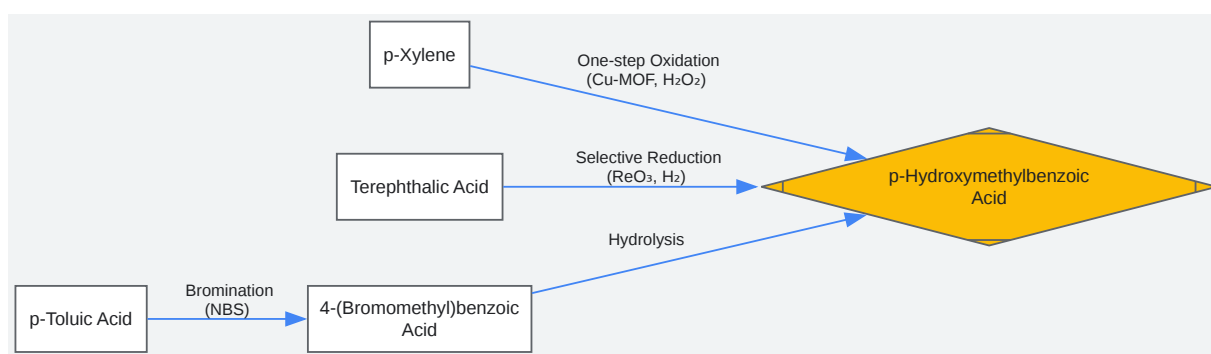 p-Xylene
One-step Oxidation
(Cu-MOF, H₂O₂)
Terephthalic Acid
Selective Reduction
(ReO₃, H₂)
p-Hydroxymethylbenzoic
Acid
Hydrolysis
p-Toluic Acid
Bromination
(NBS)
4-(Bromomethyl)benzoic
Acid